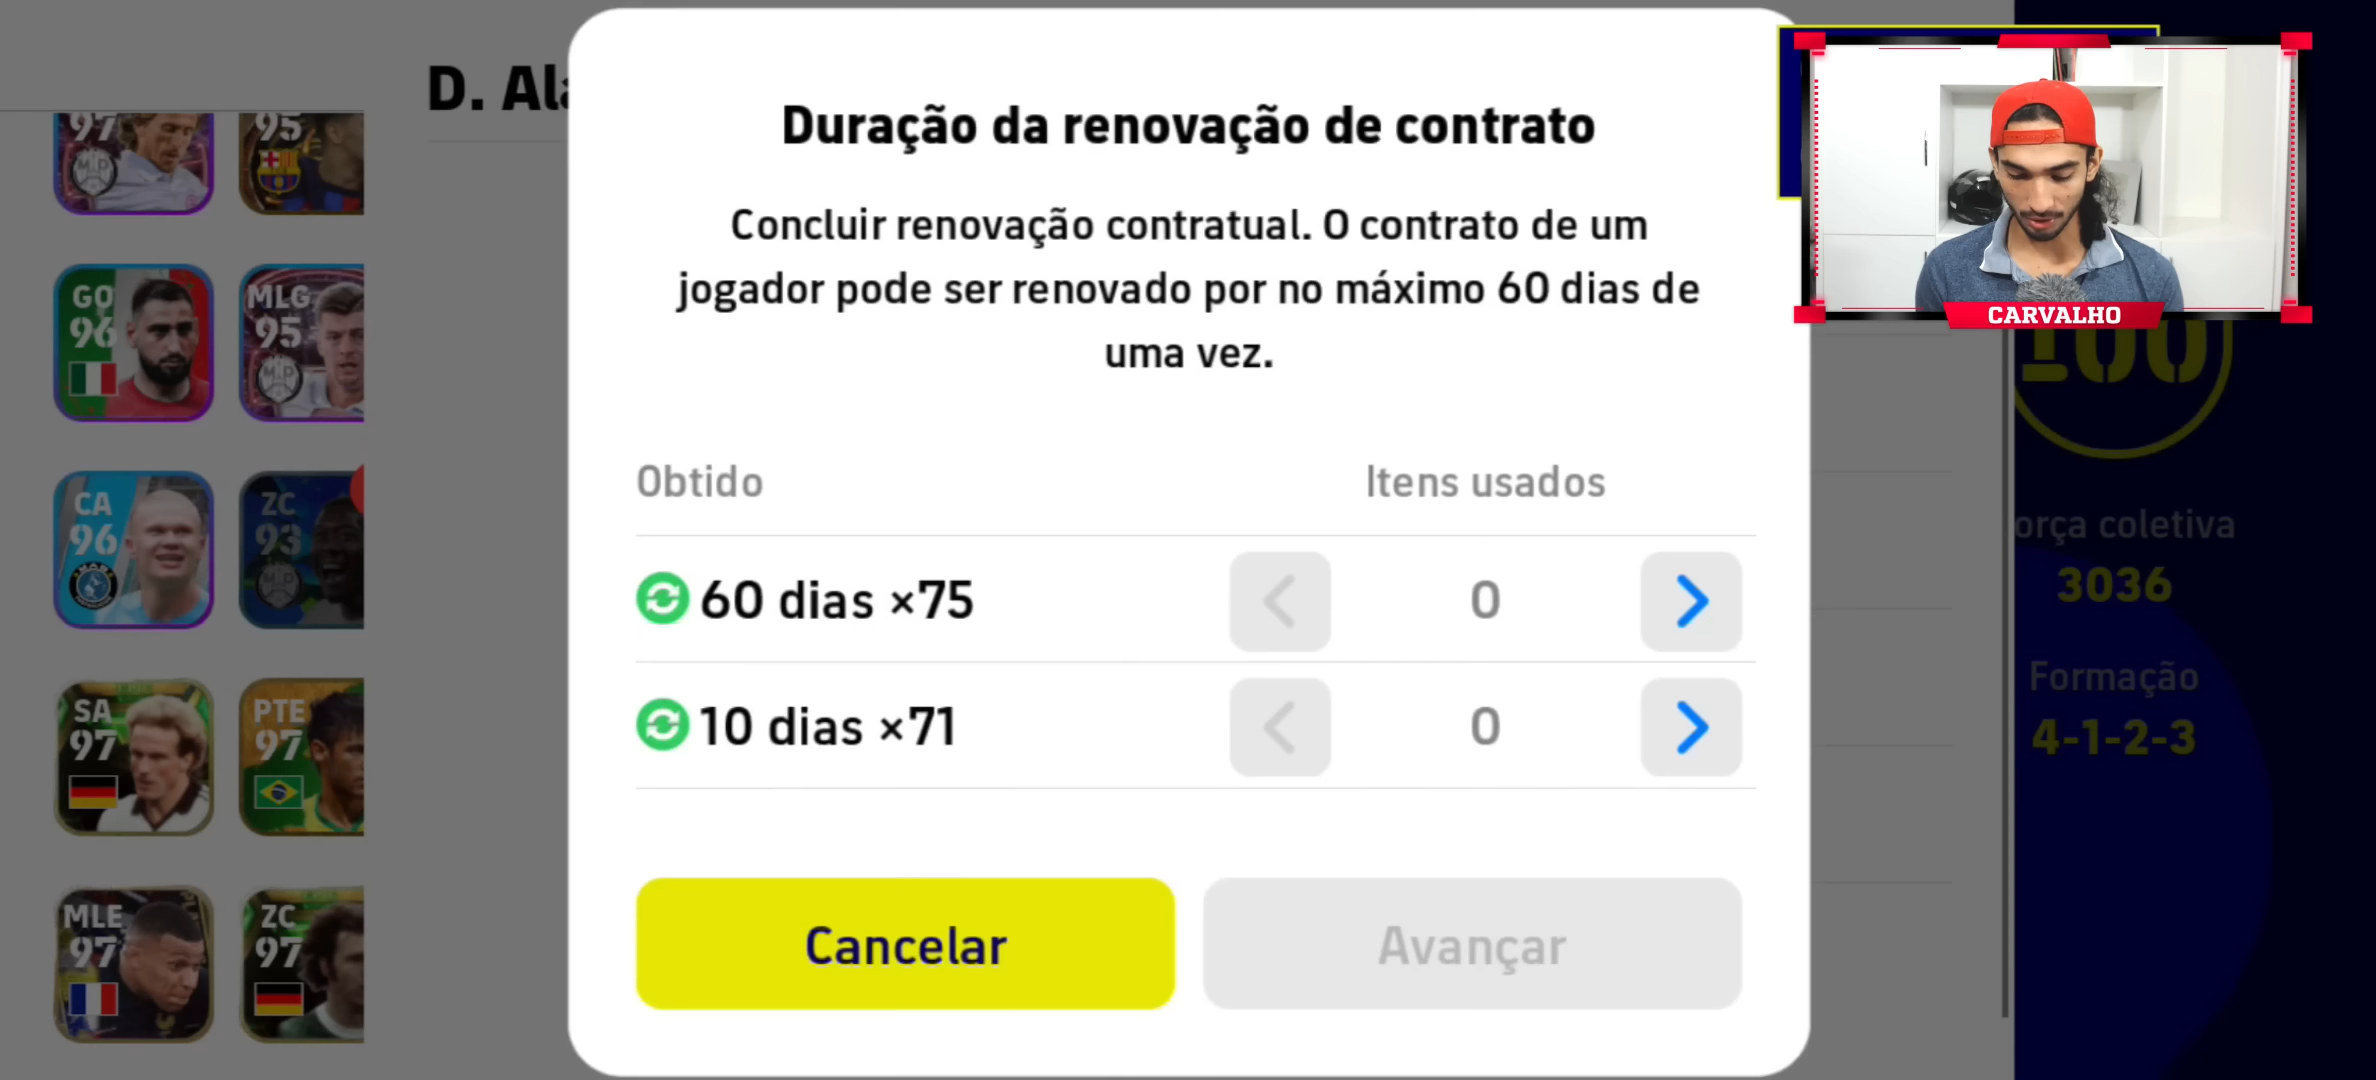 D. Ala
Duração da renovação de contrato
Concluir renovação contratual. O contrato de um
jogador pode ser renovado por no máximo 60 dias de
uma vez.
Obtido
Itens usados
60 dias ×75
0
10 dias ×71
0
Cancelar
Avançar
97
95
GO
96
MLG
95
CA
96
ZC
93
SA
97
PTE
97
MLE
97
ZC
97
CARVALHO
100
orça coletiva
3036
Formação
4-1-2-3